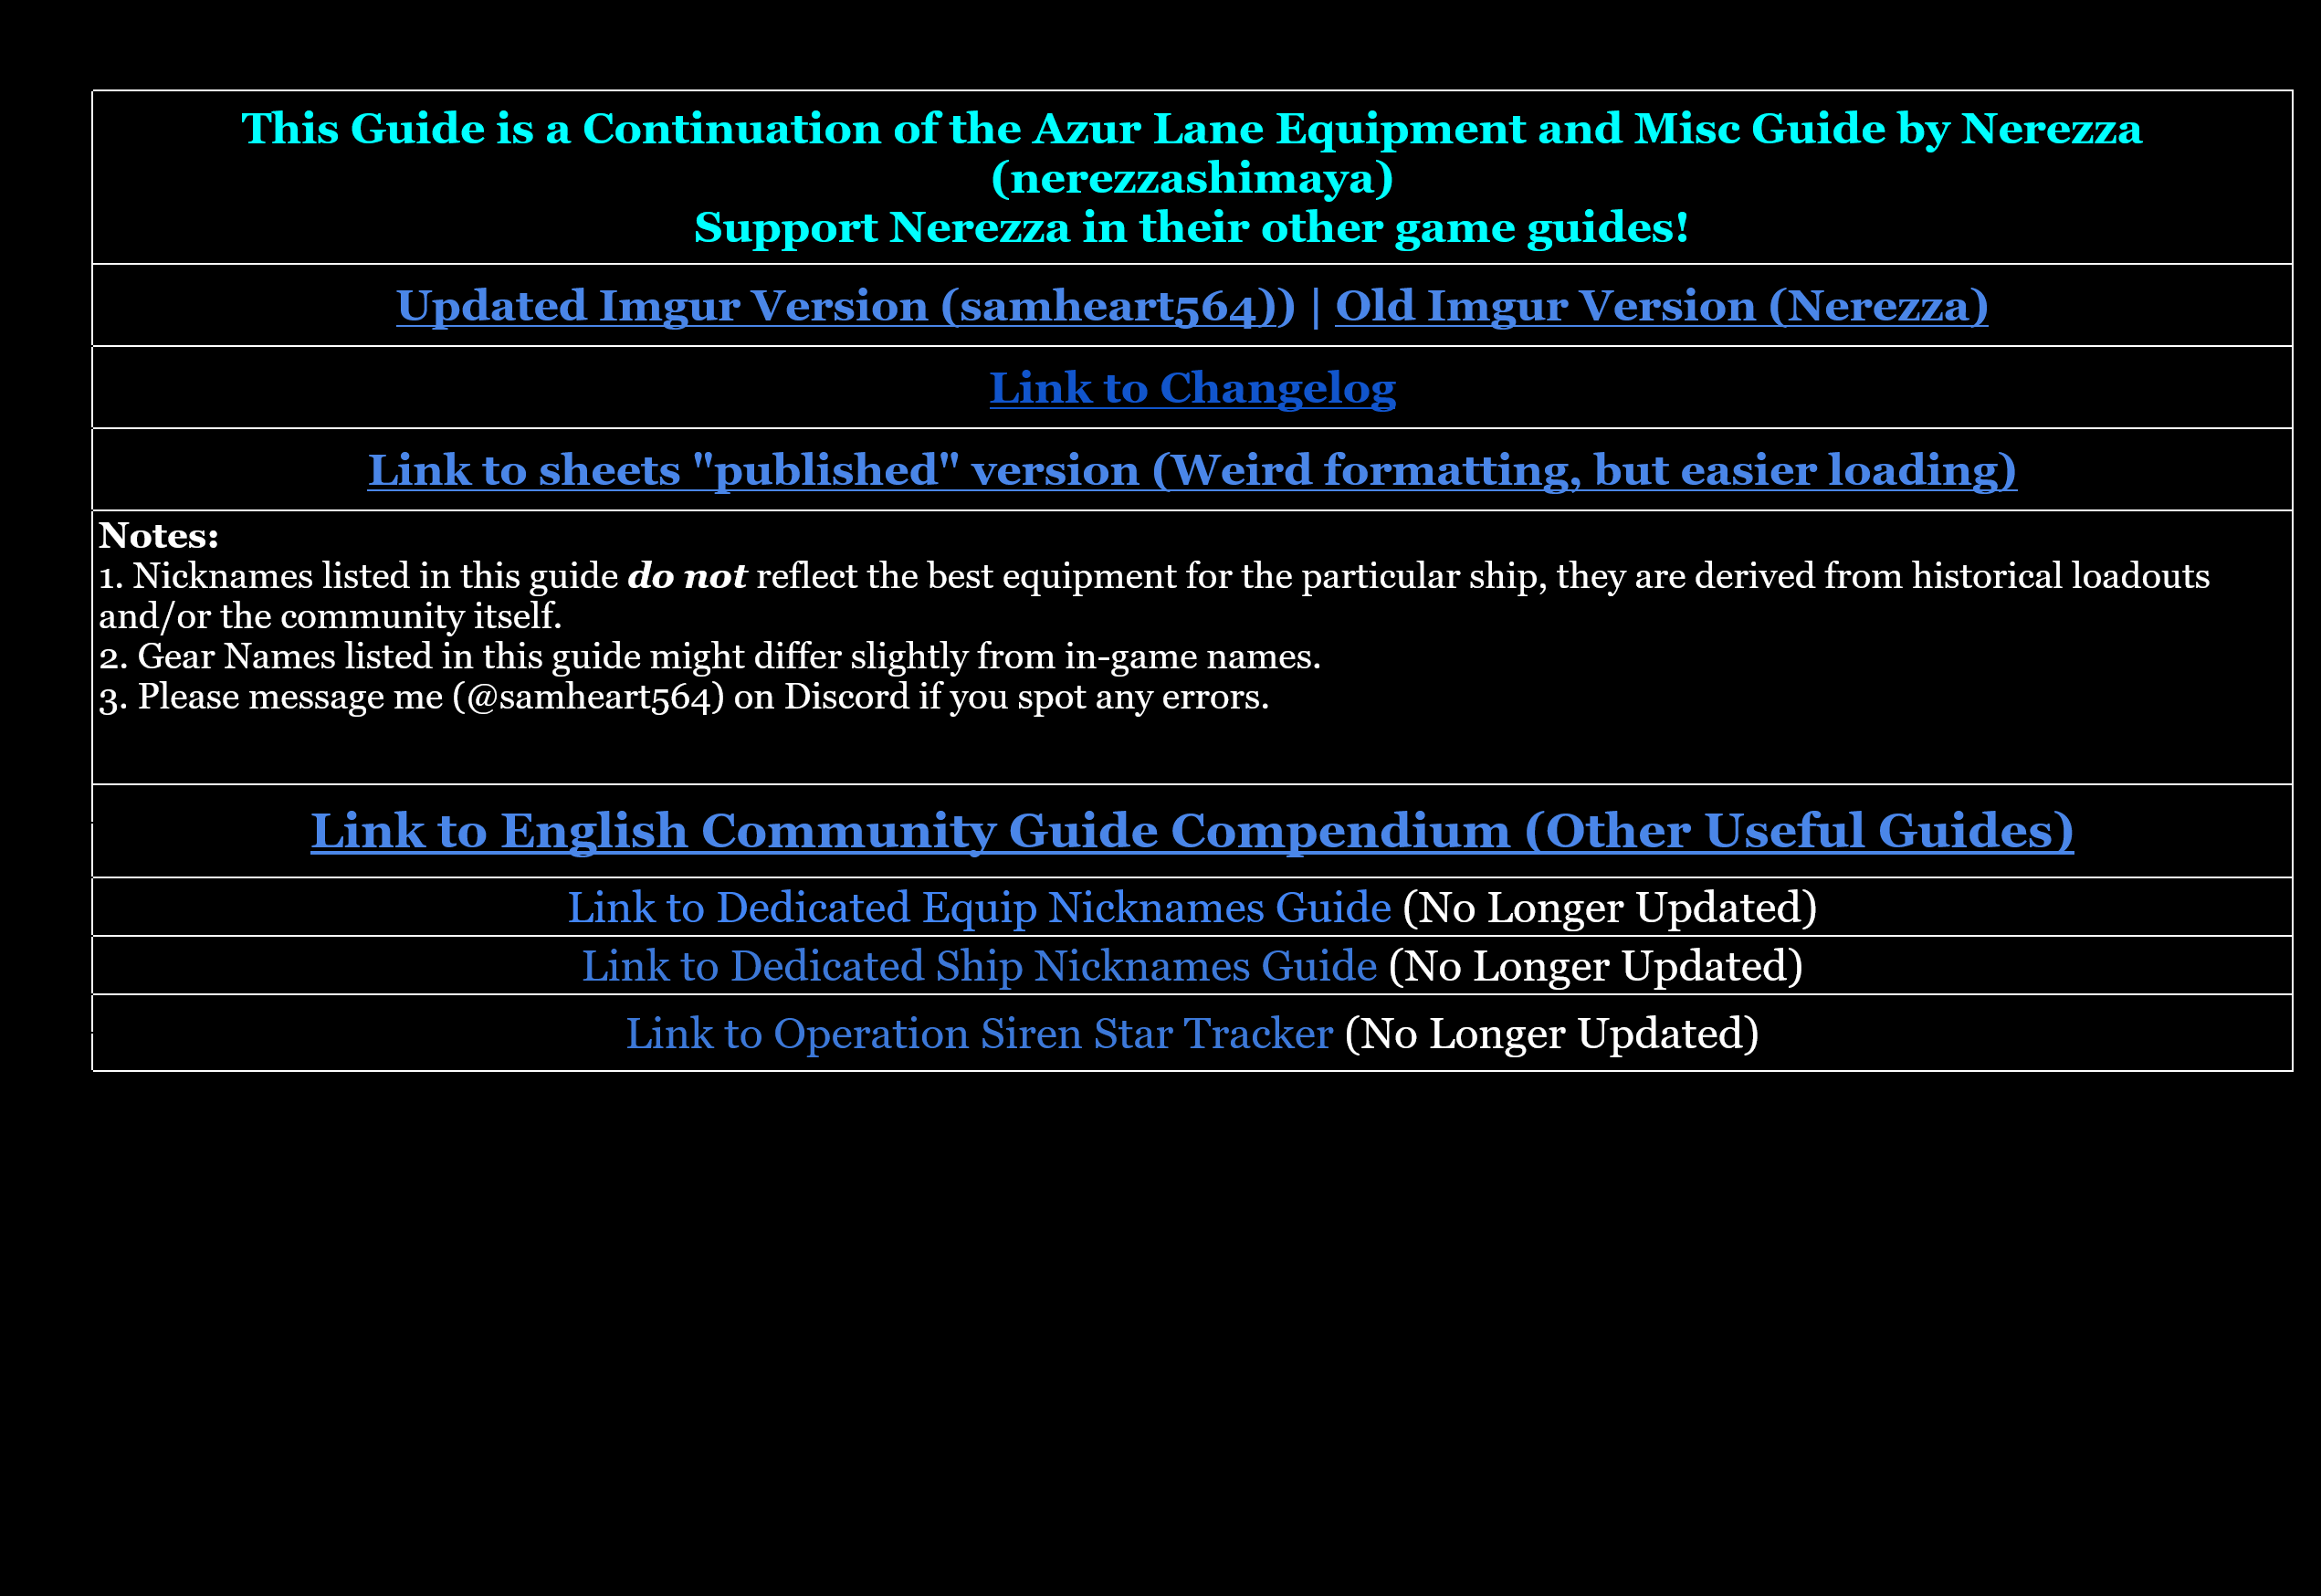 This Guide is a Continuation of the Azur Lane Equipment and Misc Guide by Nerezza
(nerezzashimaya)
Support Nerezza in their other game guides!
Updated Imgur Version (samheart564)) | Old Imgur Version (Nerezza)
Link to Changelog
Link to sheets "published" version (Weird formatting, but easier loading)
Notes:
1. Nicknames listed in this guide do not reflect the best equipment for the particular ship, they are derived from historical loadouts
and/or the community itself.
2. Gear Names listed in this guide might differ slightly from in-game names.
3. Please message me (@samheart564) on Discord if you spot any errors.
Link to English Community Guide Compendium (Other Useful Guides)
Link to Dedicated Equip Nicknames Guide (No Longer Updated)
Link to Dedicated Ship Nicknames Guide (No Longer Updated)
Link to Operation Siren Star Tracker (No Longer Updated)